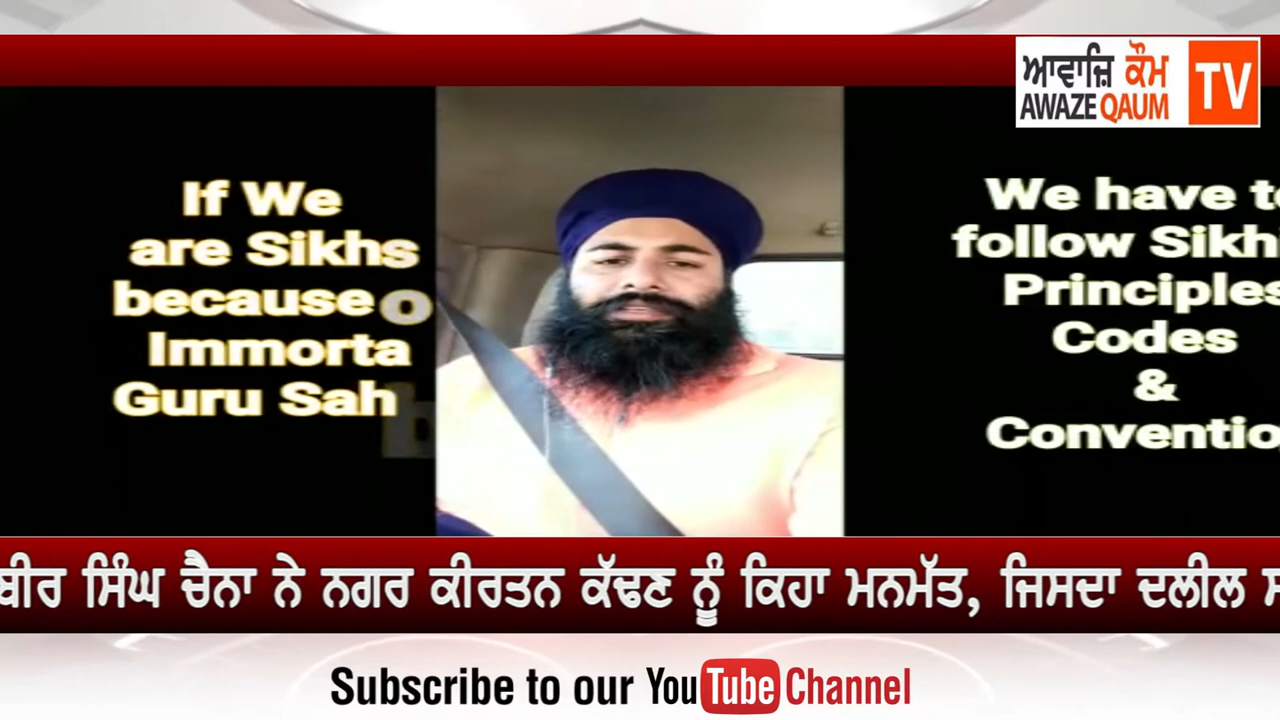 ਆਵਾਜ਼ਿ ਕੌਮ
AWAZE QAUM
TV
If We
are Sikhs
because o
Immorta
Guru Sah
We have to
follow Sikh
Principles
Codes
&
Conventio
ਬੀਰ ਸਿੰਘ ਚੈਨਾ ਨੇ ਨਗਰ ਕੀਰਤਨ ਕੱਢਣ ਨੂੰ ਕਿਹਾ ਮਨਮੱਤ, ਜਿਸਦਾ ਦਲੀਲ
Subscribe to our YouTube Channel